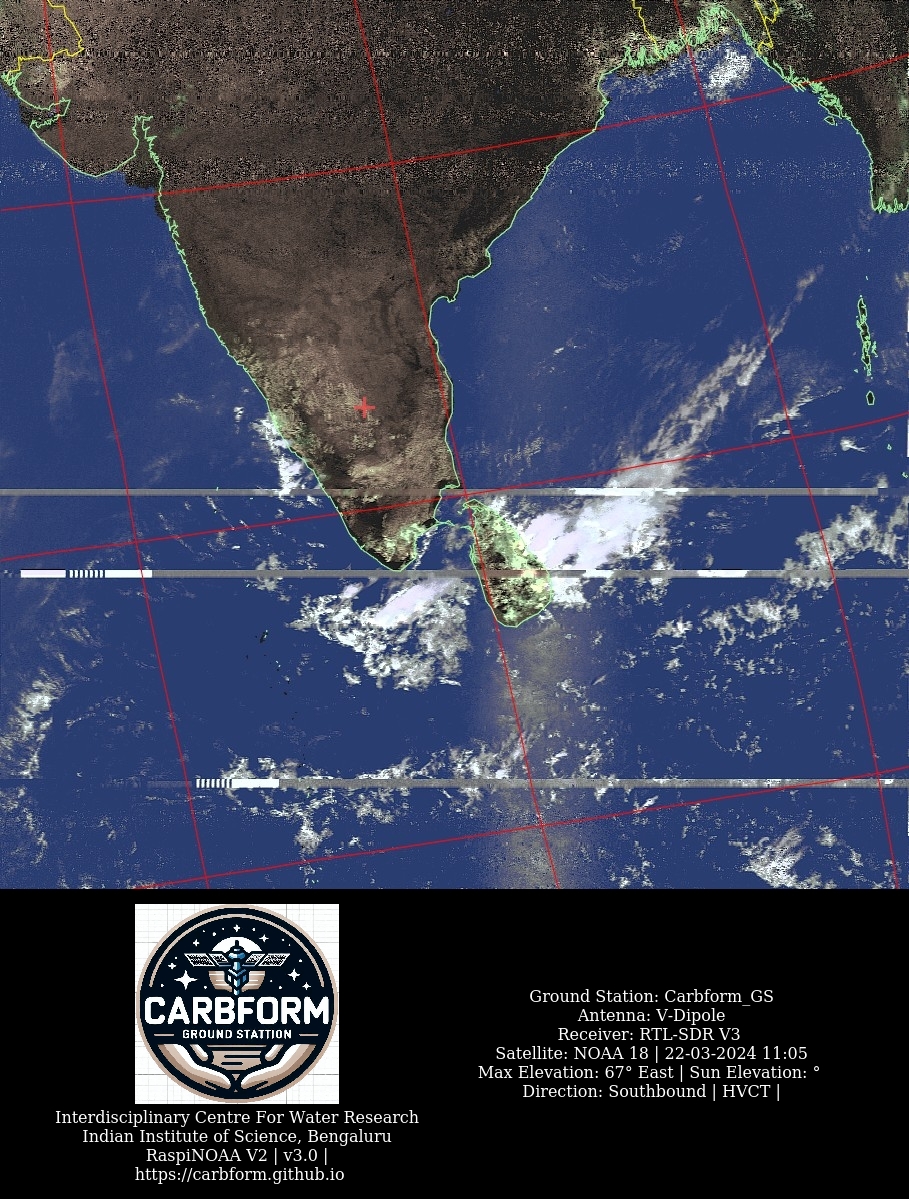 CARBFORM
GROUND STATTION
Interdisciplinary Centre For Water Research
Indian Institute of Science, Bengaluru
RaspiNOAA V2 | v3.0 |
https://carbform.github.io
Ground Station: Carbform_GS
Antenna: V-Dipole
Receiver: RTL-SDR V3
Satellite: NOAA 18 | 22-03-2024 11:05
Max Elevation: 67° East | Sun Elevation: °
Direction: Southbound | HVCT |